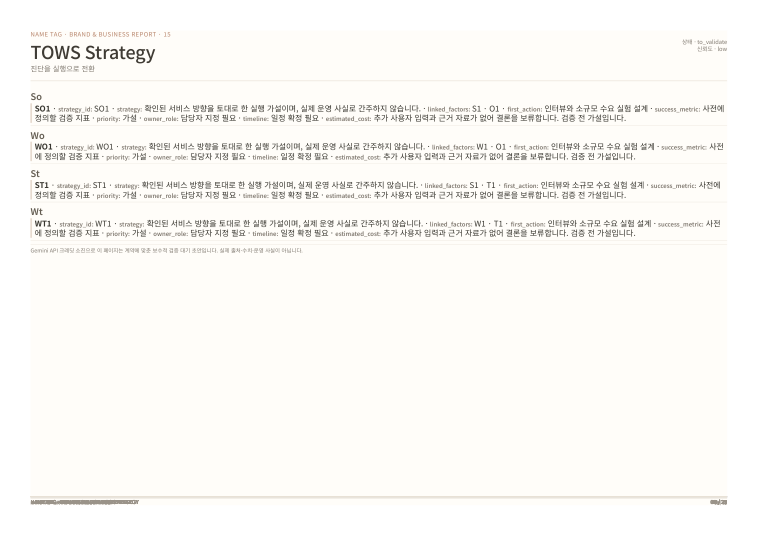 NAME TAG · BRAND & BUSINESS REPORT · 15
TOWS Strategy
진단을 실행으로 전환
상태 · to_validate
신뢰도 · low
So
SO1 · strategy_id: SO1 · strategy: 확인된 서비스 방향을 토대로 한 실행 가설이며, 실제 운영 사실로 간주하지 않습니다. · linked_factors: S1 · O1 · first_action: 인터뷰와 소규모 수요 실험 설계 · success_metric: 사전에
정의할 검증 지표 · priority: 가설 · owner_role: 담당자 지정 필요 · timeline: 일정 확정 필요 · estimated_cost: 추가 사용자 입력과 근거 자료가 없어 결론을 보류합니다. 검증 전 가설입니다.
Wo
WO1 · strategy_id: WO1 · strategy: 확인된 서비스 방향을 토대로 한 실행 가설이며, 실제 운영 사실로 간주하지 않습니다. · linked_factors: W1 · O1 · first_action: 인터뷰와 소규모 수요 실험 설계 · success_metric: 사전
에 정의할 검증 지표 · priority: 가설 · owner_role: 담당자 지정 필요 · timeline: 일정 확정 필요 · estimated_cost: 추가 사용자 입력과 근거 자료가 없어 결론을 보류합니다. 검증 전 가설입니다.
St
ST1 · strategy_id: ST1 · strategy: 확인된 서비스 방향을 토대로 한 실행 가설이며, 실제 운영 사실로 간주하지 않습니다. · linked_factors: S1 · T1 · first_action: 인터뷰와 소규모 수요 실험 설계 · success_metric: 사전에
정의할 검증 지표 · priority: 가설 · owner_role: 담당자 지정 필요 · timeline: 일정 확정 필요 · estimated_cost: 추가 사용자 입력과 근거 자료가 없어 결론을 보류합니다. 검증 전 가설입니다.
Wt
WT1 · strategy_id: WT1 · strategy: 확인된 서비스 방향을 토대로 한 실행 가설이며, 실제 운영 사실로 간주하지 않습니다. · linked_factors: W1 · T1 · first_action: 인터뷰와 소규모 수요 실험 설계 · success_metric: 사전
에 정의할 검증 지표 · priority: 가설 · owner_role: 담당자 지정 필요 · timeline: 일정 확정 필요 · estimated_cost: 추가 사용자 입력과 근거 자료가 없어 결론을 보류합니다. 검증 전 가설입니다.
Gemini API 크레딧 소진으로 이 페이지는 계약에 맞춘 보수적 검증 대기 초안입니다. 실제 출처·수치·운영 사실이 아닙니다.